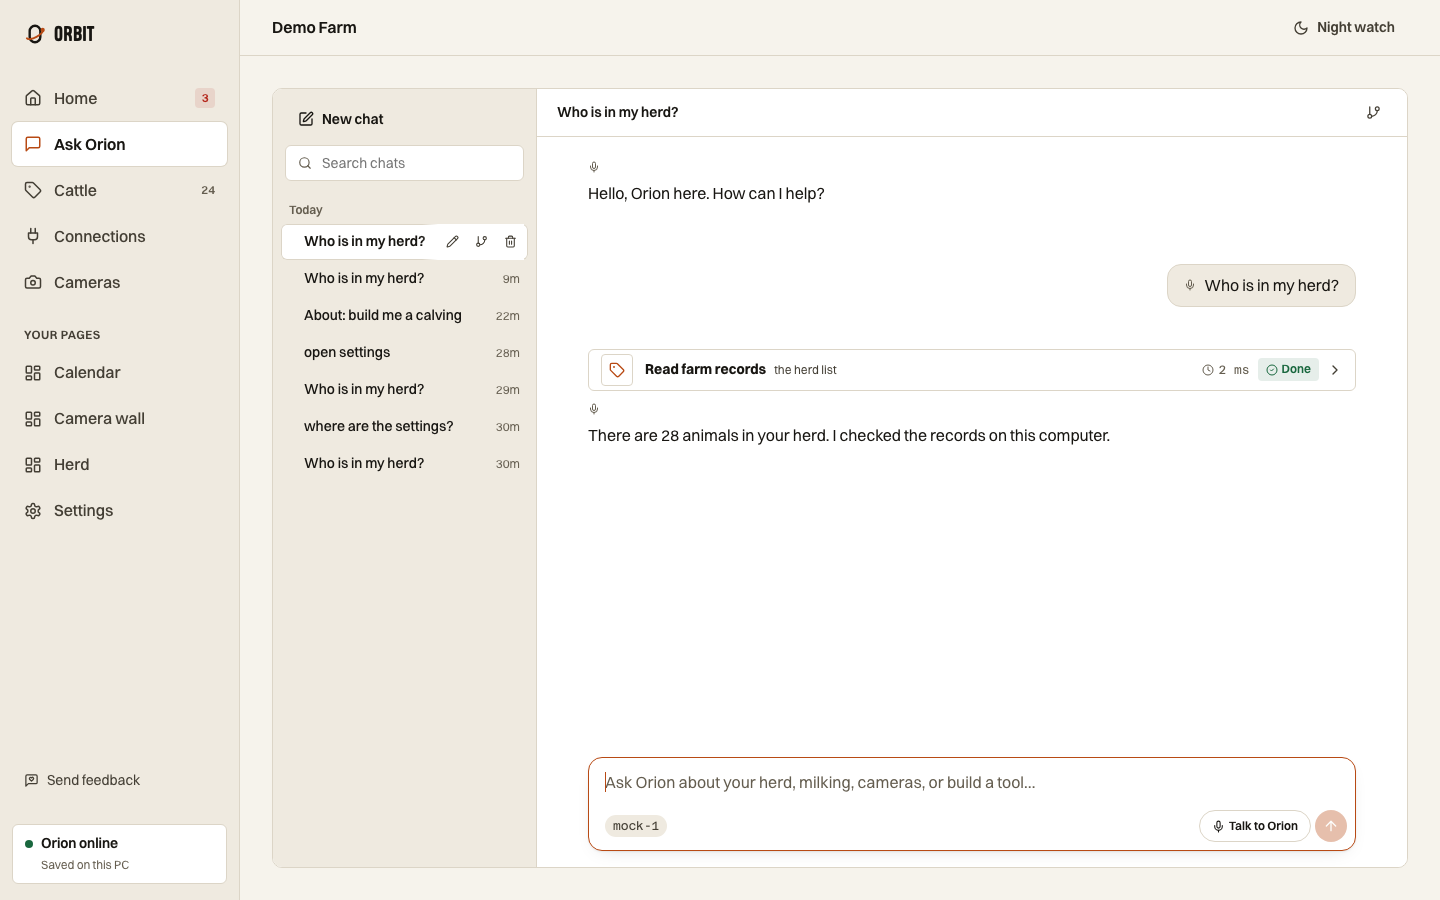 ORBIT
Home
3
Ask Orion
Cattle
24
Connections
Cameras
YOUR PAGES
Calendar
Camera wall
Herd
Settings
Send feedback
Orion online
Saved on this PC
Demo Farm
Night watch
New chat
Search chats
Today
Who is in my herd?
Who is in my herd? 9m
About: build me a calving 22m
open settings 28m
Who is in my herd? 29m
where are the settings? 30m
Who is in my herd? 30m
Who is in my herd?
Hello, Orion here. How can I help?
Who is in my herd?
Read farm records the herd list 2 ms Done
There are 28 animals in your herd. I checked the records on this computer.
Ask Orion about your herd, milking, cameras, or build a tool...
mock-1
Talk to Orion